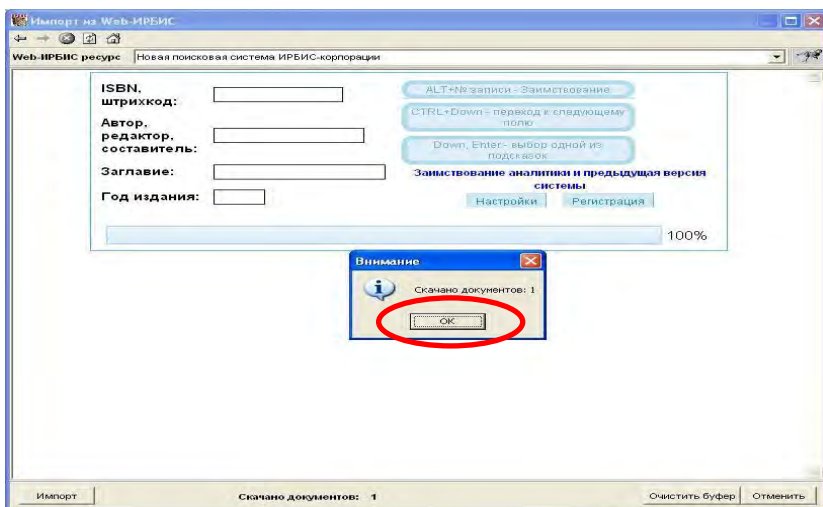 Импорт из Web-ИРБИС
Web-ИРБИС ресурс Новая поисковая система ИРБИС-корпорации
ISBN,
штрихкод:
ALT+№ записи - Заимствование
CTRL+Down - переход к следующему
полю
Автор,
редактор,
составитель:
Down, Enter - выбор одной из
подсказок
Заглавие:
Заимствование аналитики и предыдущая версия
системы
Год издания:
Настройки Регистрация
100%
Внимание
Скачано документов: 1
OK
Импорт Скачано документов: 1 Очистить буфер Отменить